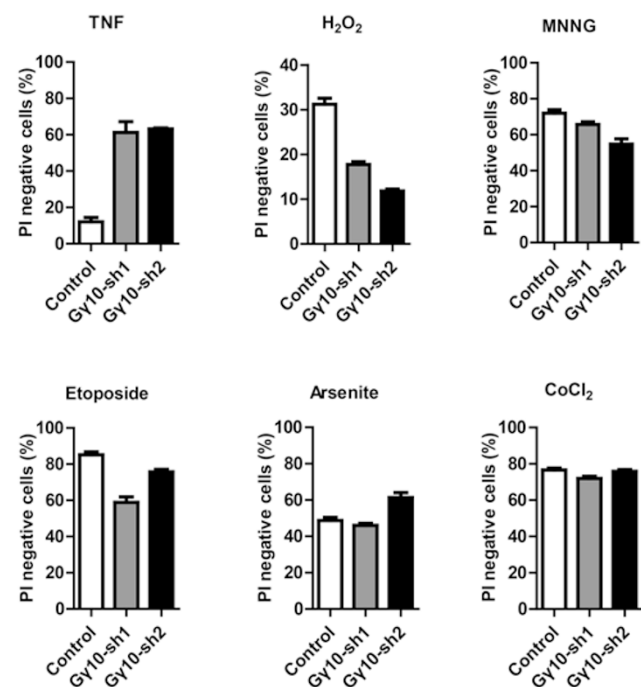 TNF
PI negative cells (%)
100
80
60
40
20
0
Control
Gγ10-sh1
Gγ10-sh2
H₂O₂
PI negative cells (%)
40
30
20
10
0
Control
Gγ10-sh1
Gγ10-sh2
MNNG
PI negative cells (%)
100
80
60
40
20
0
Control
Gγ10-sh1
Gγ10-sh2
Etoposide
PI negative cells (%)
100
80
60
40
20
0
Control
Gγ10-sh1
Gγ10-sh2
Arsenite
PI negative cells (%)
100
80
60
40
20
0
Control
Gγ10-sh1
Gγ10-sh2
CoCl₂
PI negative cells (%)
100
80
60
40
20
0
Control
Gγ10-sh1
Gγ10-sh2